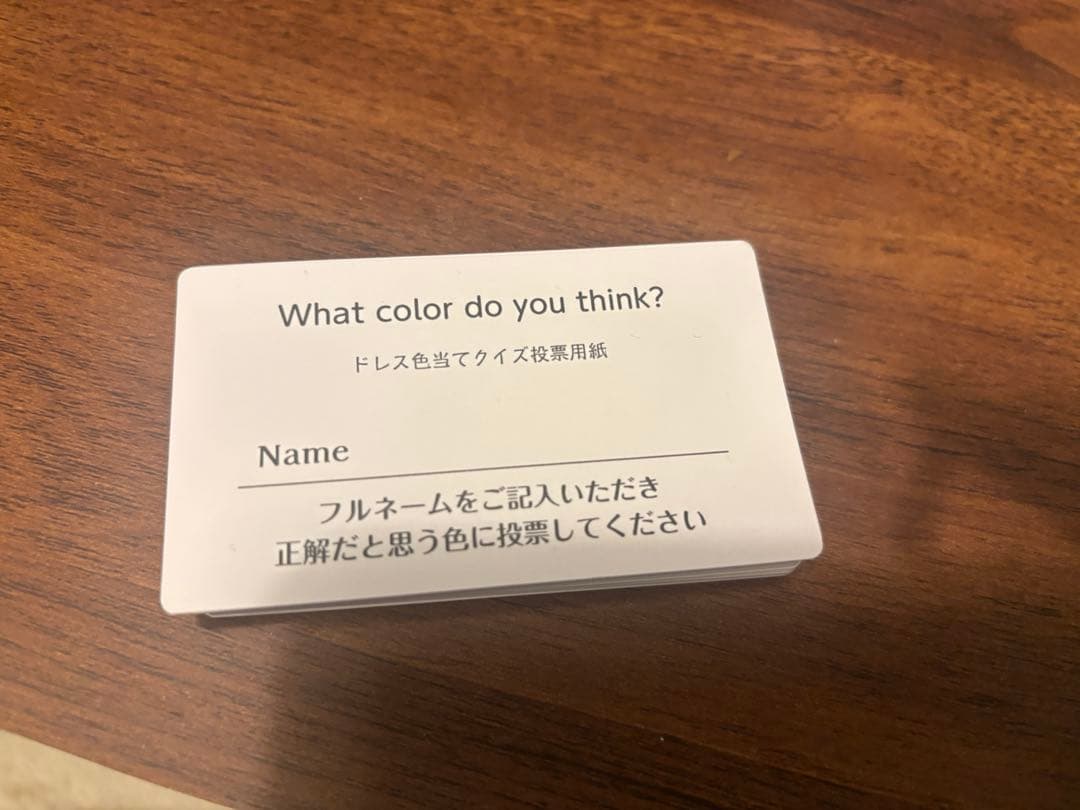 What color do you think?
ドレス色当てクイズ投票用紙
Name
フルネームをご記入いただき
正解だと思う色に投票してください